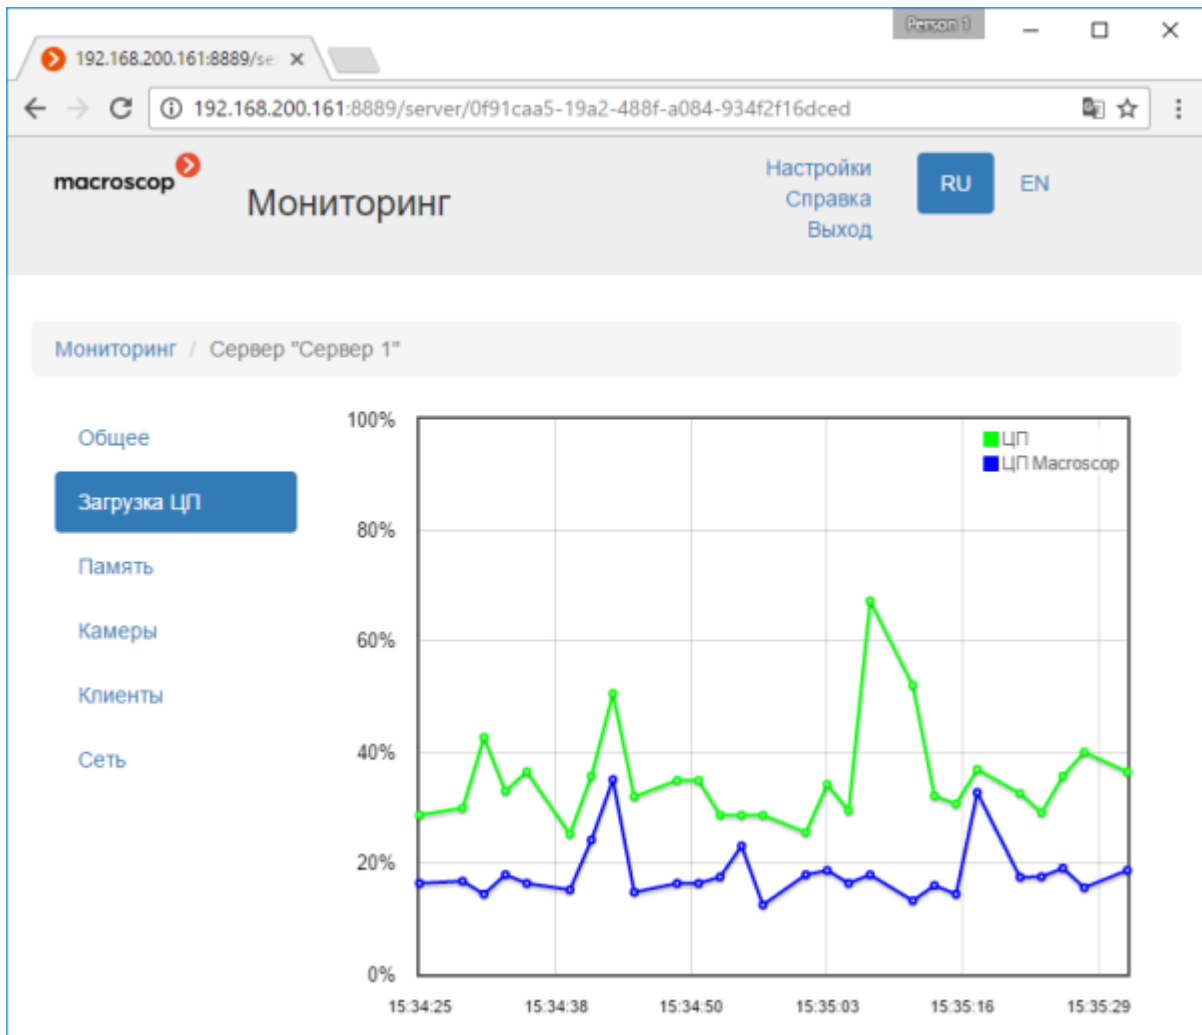 Person 1
192.168.200.161:8889/se
192.168.200.161:8889/server/0f91caa5-19a2-488f-a084-934f2f16dced
macroscop
Мониторинг
Настройки
Справка
Выход
RU
EN
Мониторинг / Сервер "Сервер 1"
Общее
Загрузка ЦП
Память
Камеры
Клиенты
Сеть
100%
80%
60%
40%
20%
0%
ЦП
ЦП Macroscop
15:34:25 15:34:38 15:34:50 15:35:03 15:35:16 15:35:29